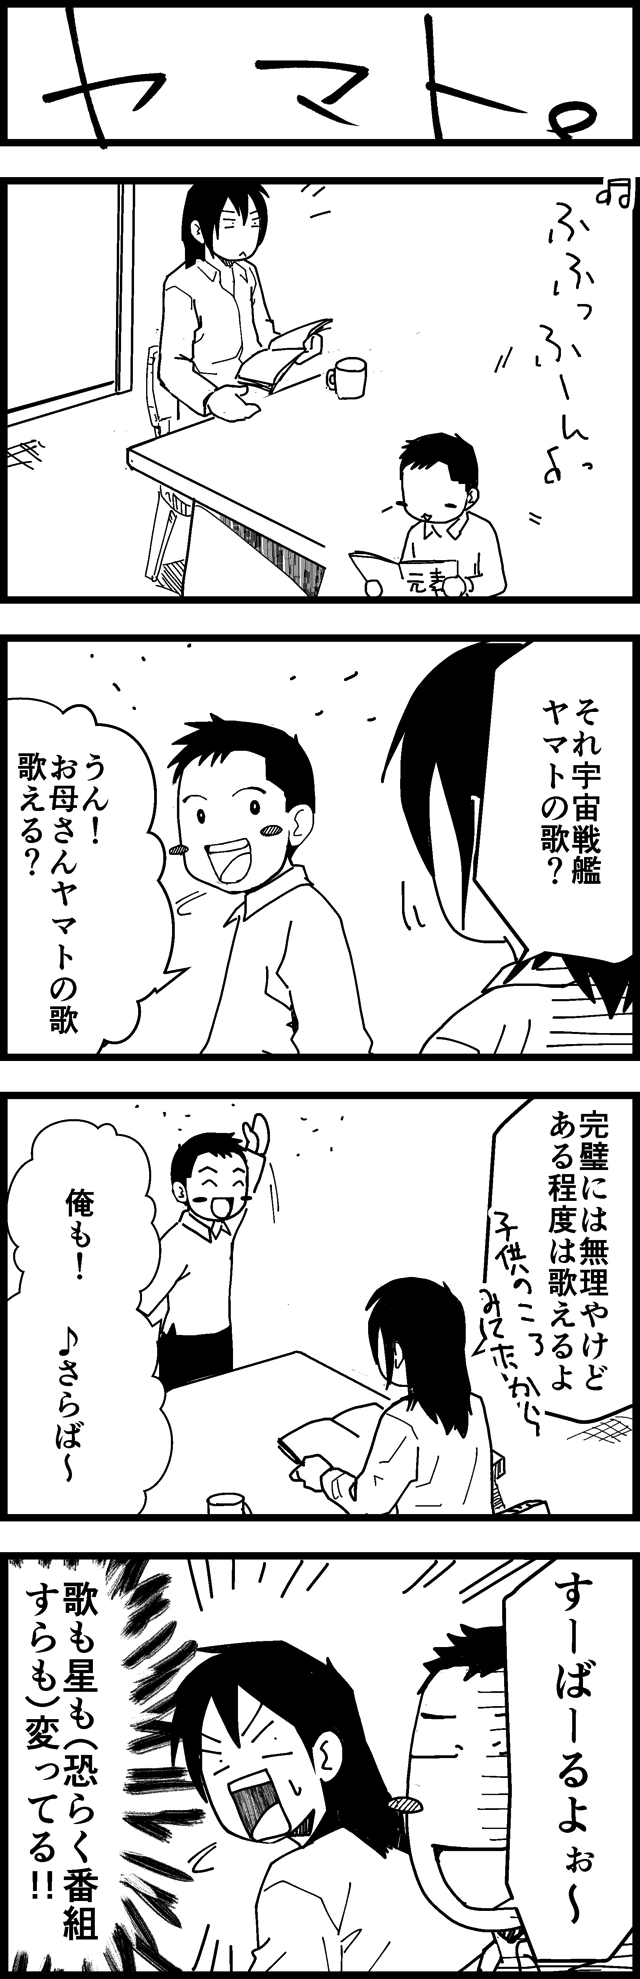 ヤマト。
♫
ふふっふーんっ♪
元素
それ宇宙戦艦
ヤマトの歌？
うん！
お母さんヤマトの歌
歌える？
完璧には無理やけど
ある程度は歌えるよ
子供のころ
みてたから
俺も！
♪さらば〜
すーばーるよぉ〜
歌も星も（恐らく番組
すらも）変ってる！！